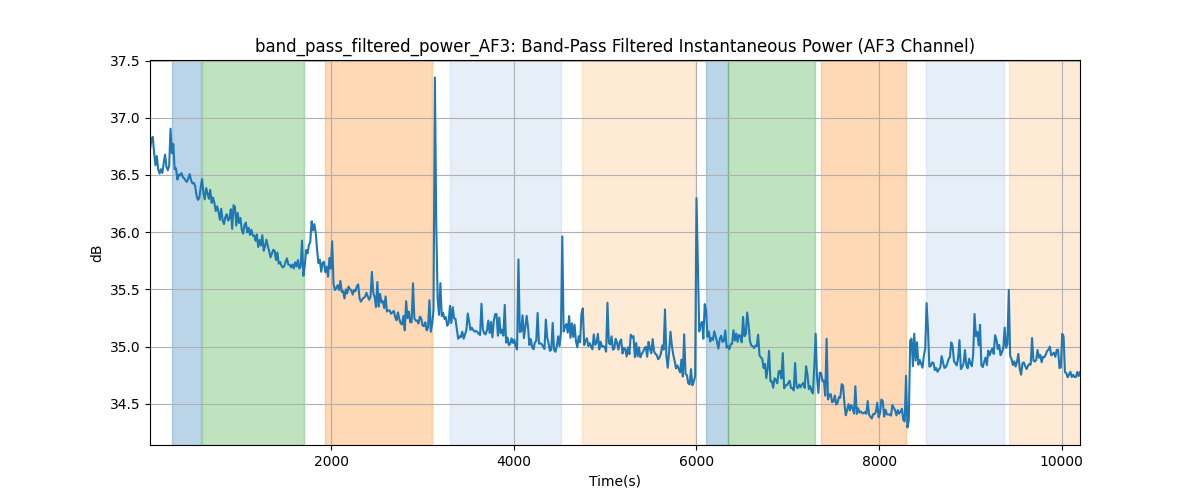 band_pass_filtered_power_AF3: Band-Pass Filtered Instantaneous Power (AF3 Channel)
37.5
37.0
36.5
36.0
35.5
35.0
34.5
dB
2000 4000 6000 8000 10000
Time(s)